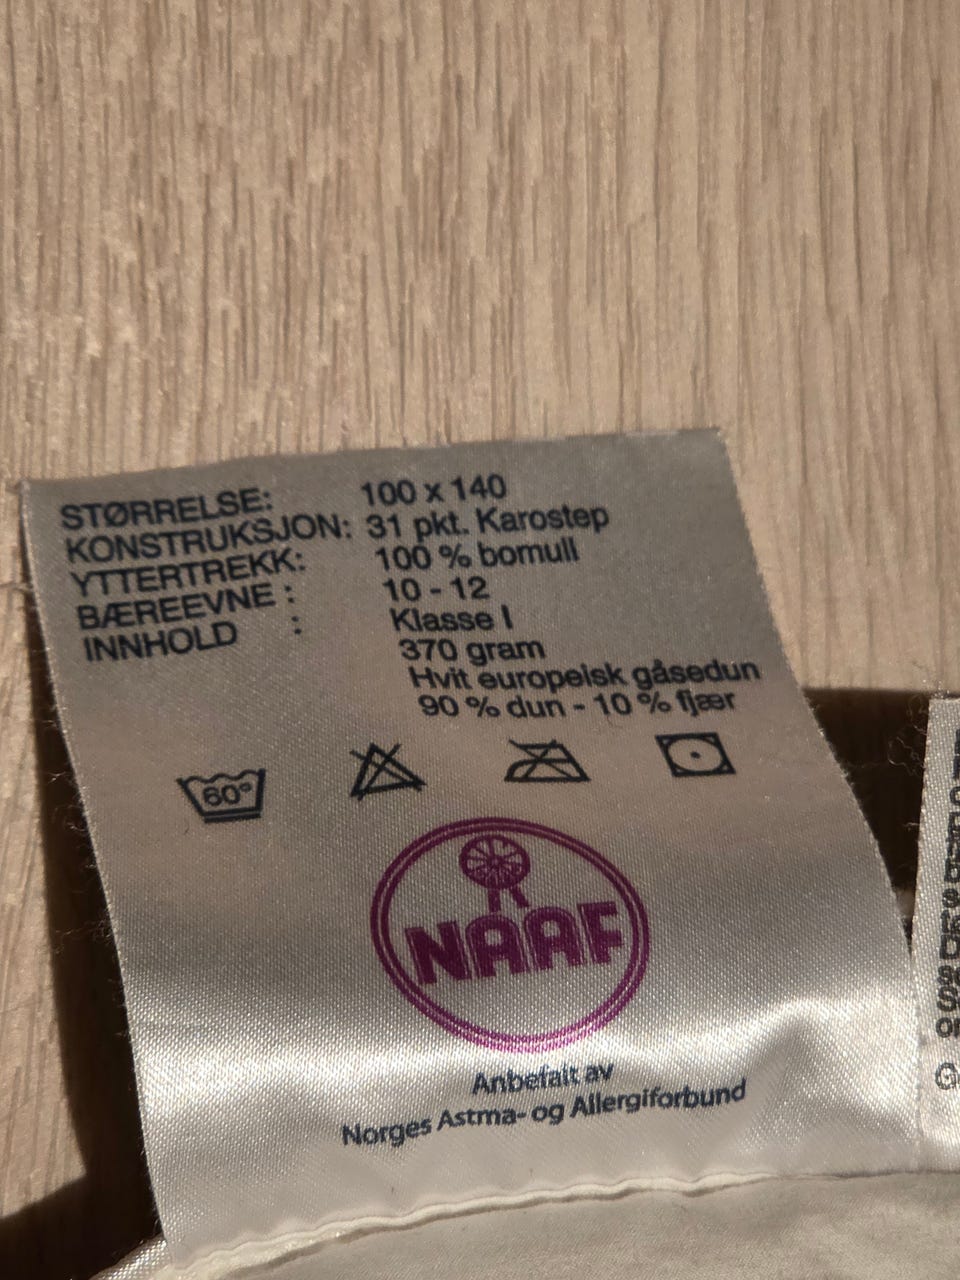 STØRRELSE: 100 x 140
KONSTRUKSJON: 31 pkt. Karostep
YTTERTREKK: 100 % bomull
BÆREEVNE : 10 - 12
INNHOLD : Klasse I
370 gram
Hvit europeisk gåsedun
90 % dun - 10 % fjær
60°
NAAF
Anbefalt av
Norges Astma- og Allergiforbund